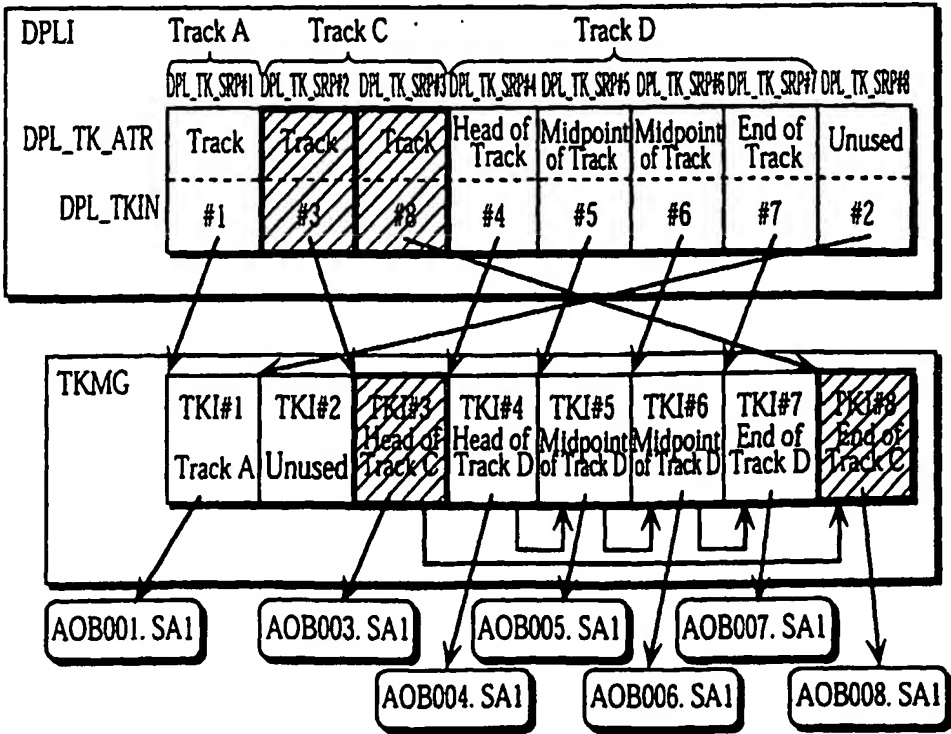 DPLI
Track A Track C Track D
DPL_TK_SRP#1 DPL_TK_SRP#2 DPL_TK_SRP#3 DPL_TK_SRP#4 DPL_TK_SRP#5 DPL_TK_SRP#6 DPL_TK_SRP#7 DPL_TK_SRP#8
DPL_TK_ATR Track Track Track Head of Track Midpoint of Track Midpoint of Track End of Track Unused
DPL_TKIN #1 #3 #8 #4 #5 #6 #7 #2
TKMG
TKI#1 TKI#2 TKI#3 TKI#4 TKI#5 TKI#6 TKI#7 TKI#8
Track A Unused Head of Track C Head of Track D Midpoint of Track D Midpoint of Track D End of Track D End of Track C
AOB001. SA1 AOB003. SA1 AOB005. SA1 AOB007. SA1
AOB004. SA1 AOB006. SA1 AOB008. SA1